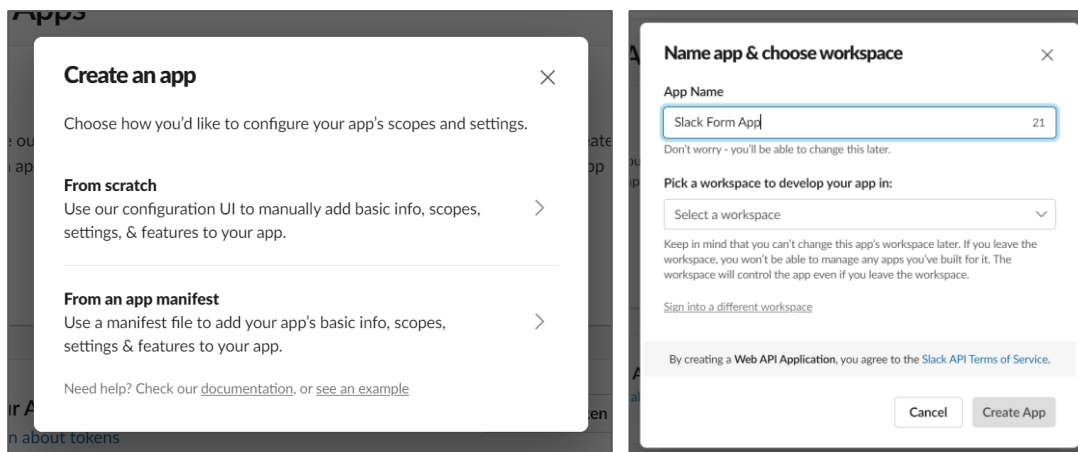 Apps
Create an app
Choose how you'd like to configure your app's scopes and settings.
From scratch
Use our configuration UI to manually add basic info, scopes,
settings, & features to your app.
From an app manifest
Use a manifest file to add your app's basic info, scopes,
settings & features to your app.
Need help? Check our documentation, or see an example
n about tokens
Name app & choose workspace
App Name
Slack Form App
21
Don't worry - you'll be able to change this later.
Pick a workspace to develop your app in:
Select a workspace
Keep in mind that you can't change this app's workspace later. If you leave the
workspace, you won't be able to manage any apps you've built for it. The
workspace will control the app even if you leave the workspace.
Sign into a different workspace
By creating a Web API Application, you agree to the Slack API Terms of Service.
Cancel
Create App